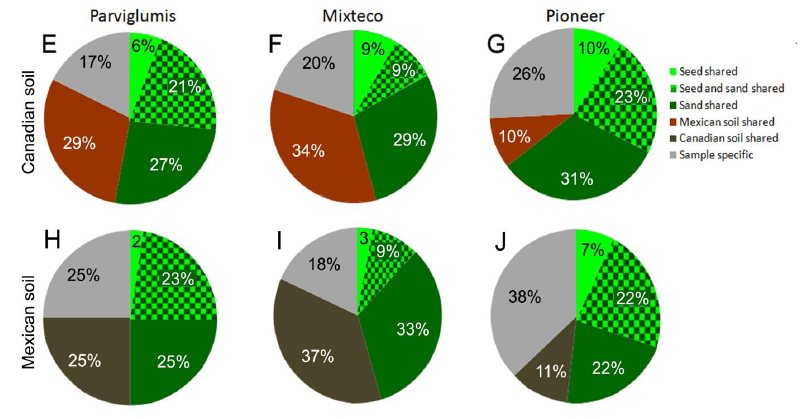 Parviglumis
Mixteco
Pioneer
Canadian soil
E
6%
21%
27%
29%
17%
F
9%
9%
29%
34%
20%
G
10%
23%
31%
10%
26%
Seed shared
Seed and sand shared
Sand shared
Mexican soil shared
Canadian soil shared
Sample specific
Mexican soil
H
2
23%
25%
25%
25%
I
3
9%
33%
37%
18%
J
7%
22%
22%
11%
38%